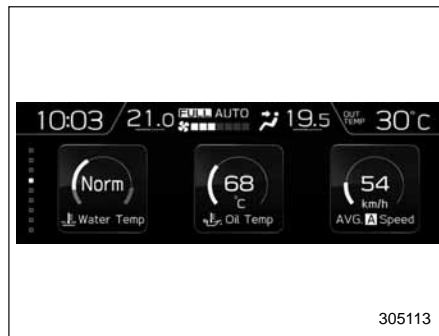 10:03 21.0 FULL AUTO 19.5 OUT TEMP 30°C
Norm 68 54
°C km/h
Water Temp Oil Temp AVG. A Speed
305113